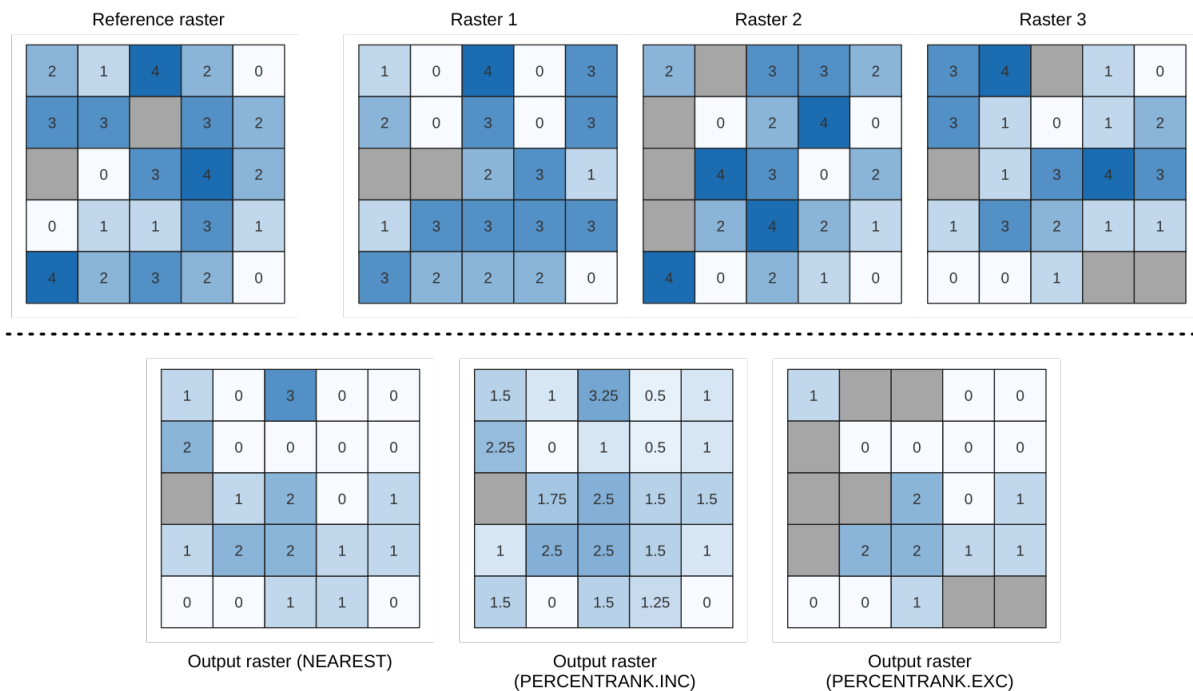 Reference raster Raster 1 Raster 2 Raster 3
2 1 4 2 0 1 0 4 0 3 2 3 3 2 3 4 1 0
3 3 3 2 2 0 3 0 3 0 2 4 0 3 1 0 1 2
0 3 4 2 2 3 1 4 3 0 2 1 3 4 3
0 1 1 3 1 1 3 3 3 3 2 4 2 1 1 3 2 1 1
4 2 3 2 0 3 2 2 2 0 4 0 2 1 0 0 0 1
1 0 3 0 0 1.5 1 3.25 0.5 1 1 0 0
2 0 0 0 0 2.25 0 1 0.5 1 0 0 0 0
1 2 0 1 1.75 2.5 1.5 1.5 2 0 1
1 2 2 1 1 1 2.5 2.5 1.5 1 2 2 1 1
0 0 1 1 0 1.5 0 1.5 1.25 0 0 0 1
Output raster (NEAREST) Output raster Output raster
(PERCENTRANK.INC) (PERCENTRANK.EXC)